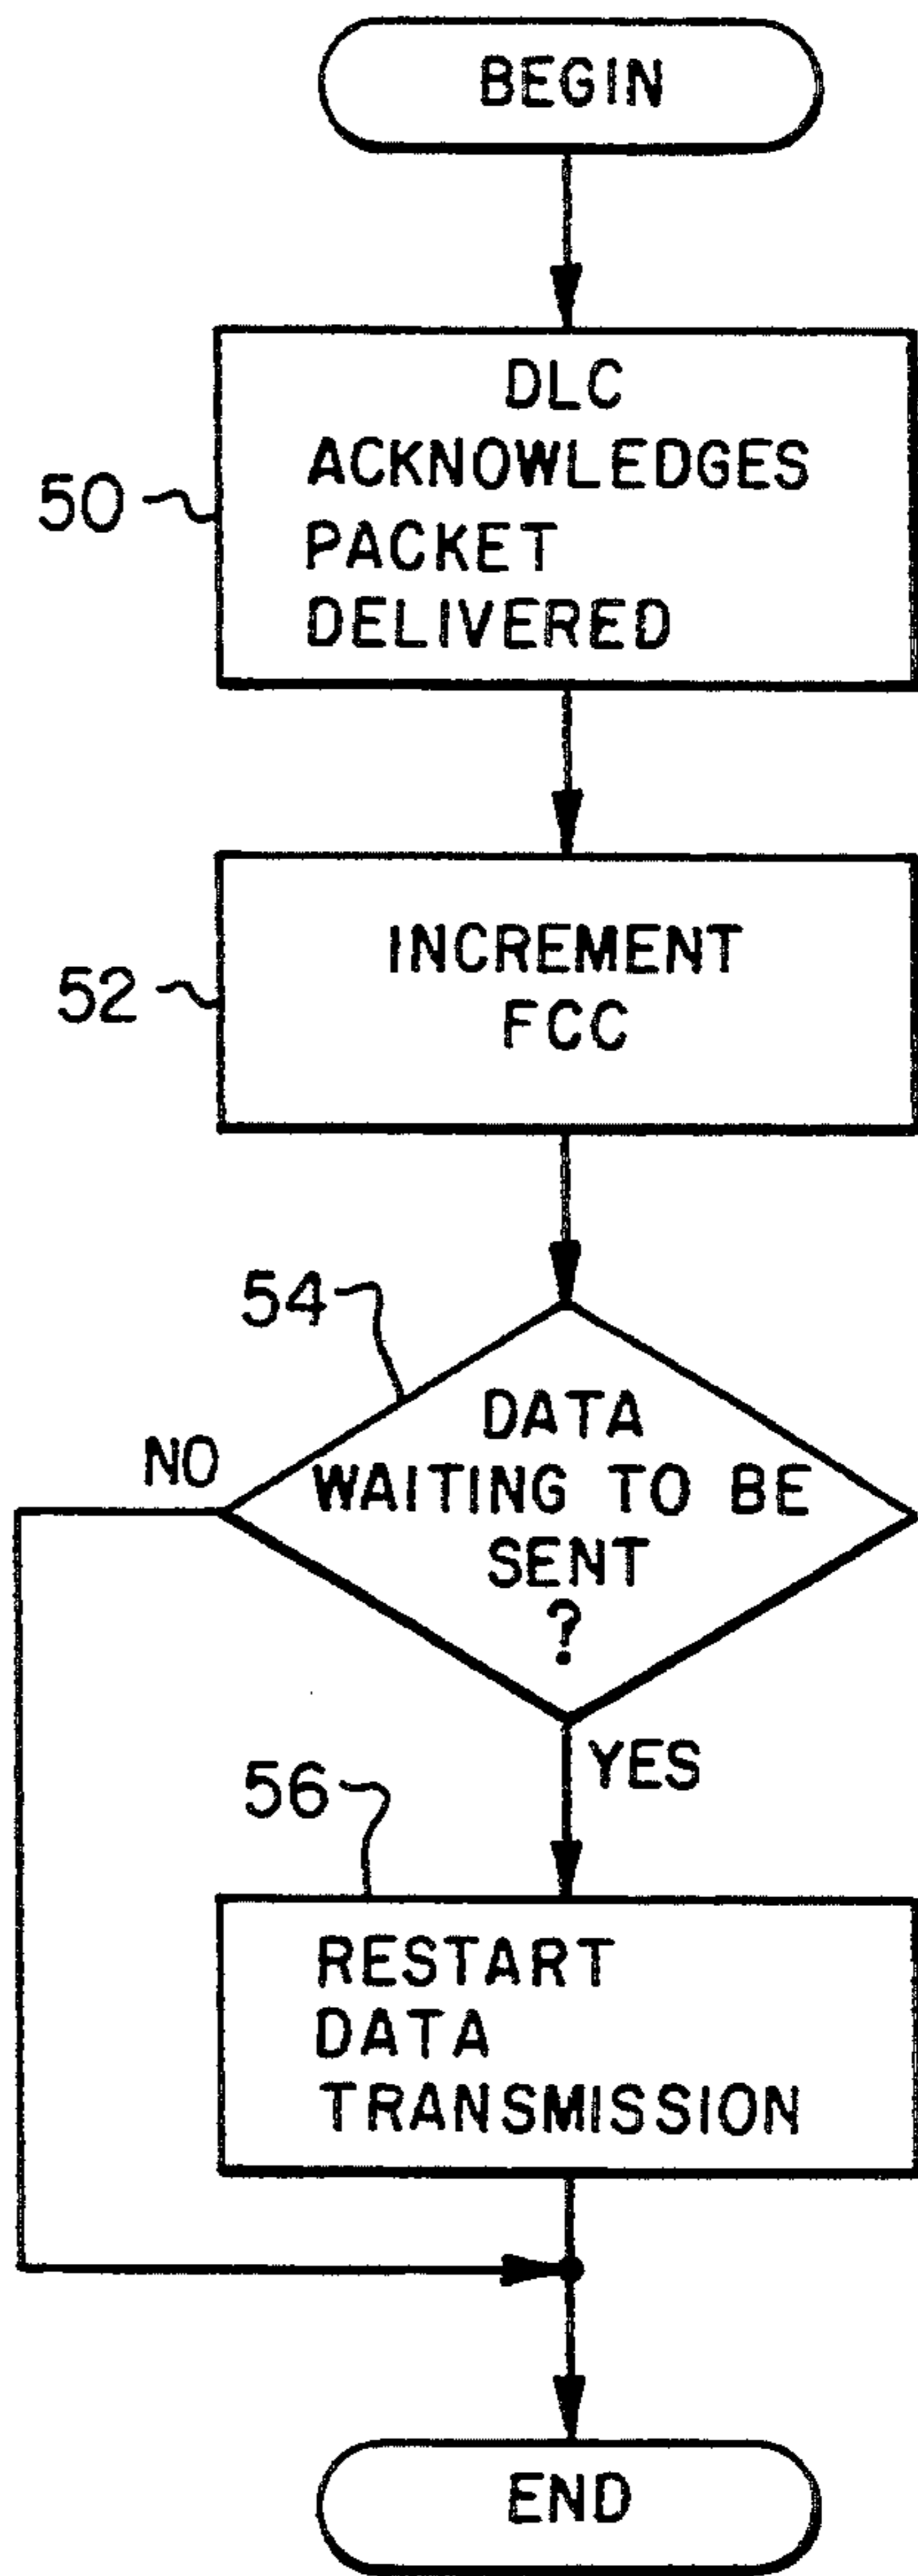 BEGIN
DLC
ACKNOWLEDGES
50
PACKET
DELIVERED
INCREMENT
52
FCC
54
DATA
NO
WAITING TO BE
SENT
?
YES
56
RESTART
DATA
TRANSMISSION
END